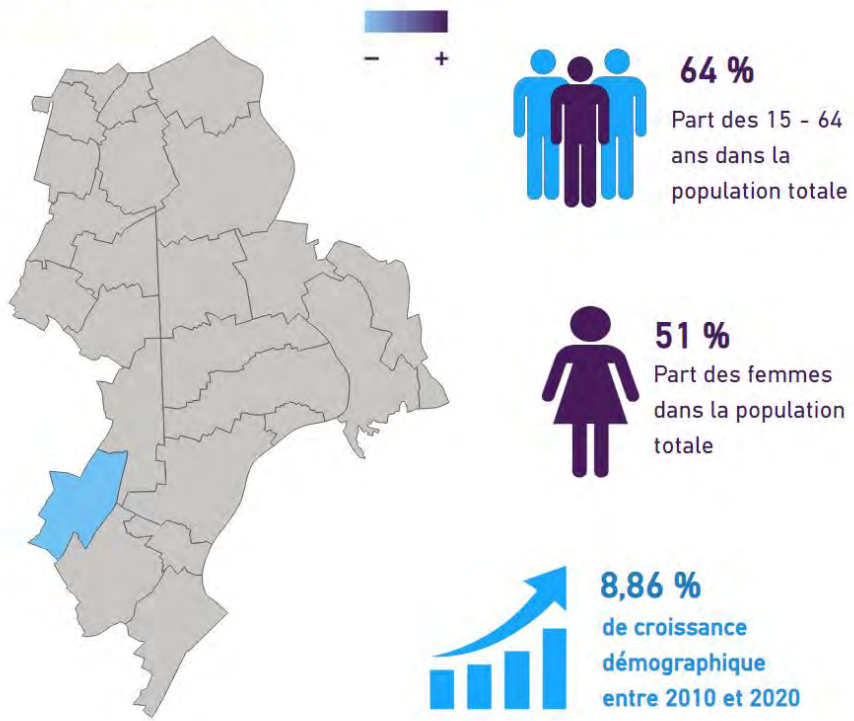 – +
64 %
Part des 15 - 64
ans dans la
population totale
51 %
Part des femmes
dans la population
totale
8,86 %
de croissance
démographique
entre 2010 et 2020